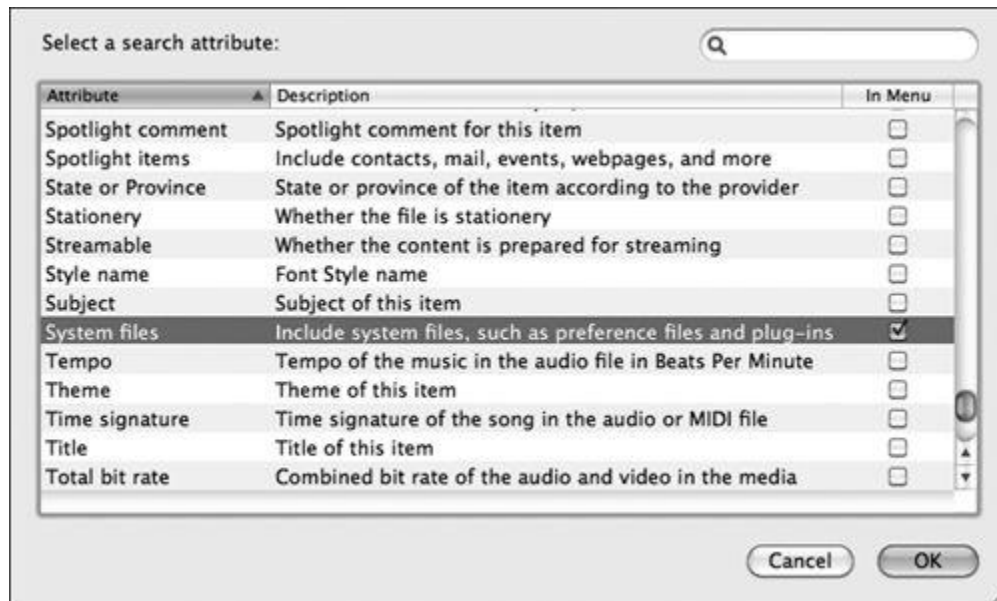 Select a search attribute:
Attribute Description In Menu
Spotlight comment Spotlight comment for this item
Spotlight items Include contacts, mail, events, webpages, and more
State or Province State or province of the item according to the provider
Stationery Whether the file is stationery
Streamable Whether the content is prepared for streaming
Style name Font Style name
Subject Subject of this item
System files Include system files, such as preference files and plug-ins
Tempo Tempo of the music in the audio file in Beats Per Minute
Theme Theme of this item
Time signature Time signature of the song in the audio or MIDI file
Title Title of this item
Total bit rate Combined bit rate of the audio and video in the media
Cancel OK